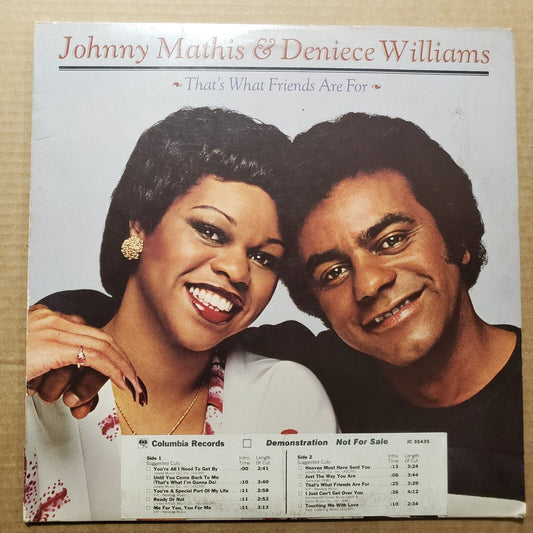 Johnny Mathis & Deniece Williams
~ That's What Friends Are For ~
Columbia Records Demonstration Not For Sale JC 35435
Side 1
Suggested Cuts Intro. Time Length Of Cut
You're All I Need To Get By :00 2:41
Until You Come Back To Me
(That's What I'm Gonna Do) :10 3:40
You're A Special Part Of My Life :11 2:58
Ready Or Not :11 2:53
Me For You, You For Me :11 3:13
Side 2
Suggested Cuts Intro. Time Length Of Cut
Heaven Must Have Sent You :13 3:24
Just The Way You Are :08 3:44
That's What Friends Are For :25
I Just Can't Get Over You :26 4:12
Touching Me With Love :10 2:34